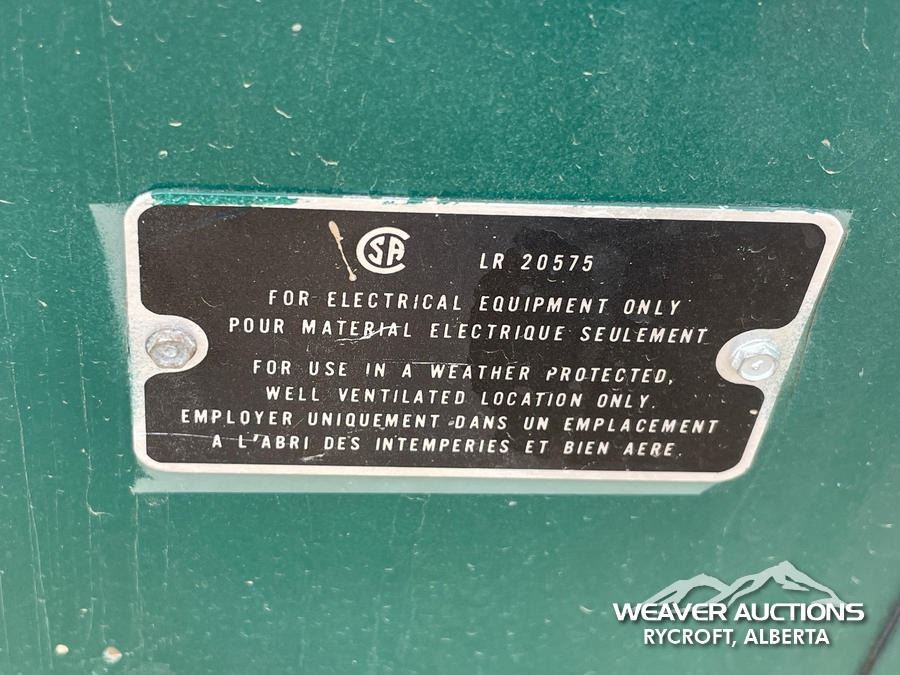 CSA
LR 20575
FOR ELECTRICAL EQUIPMENT ONLY
POUR MATERIAL ELECTRIQUE SEULEMENT
FOR USE IN A WEATHER PROTECTED,
WELL VENTILATED LOCATION ONLY.
EMPLOYER UNIQUEMENT DANS UN EMPLACEMENT
A L'ABRI DES INTEMPERIES ET BIEN AERE.
WEAVER AUCTIONS
RYCROFT, ALBERTA